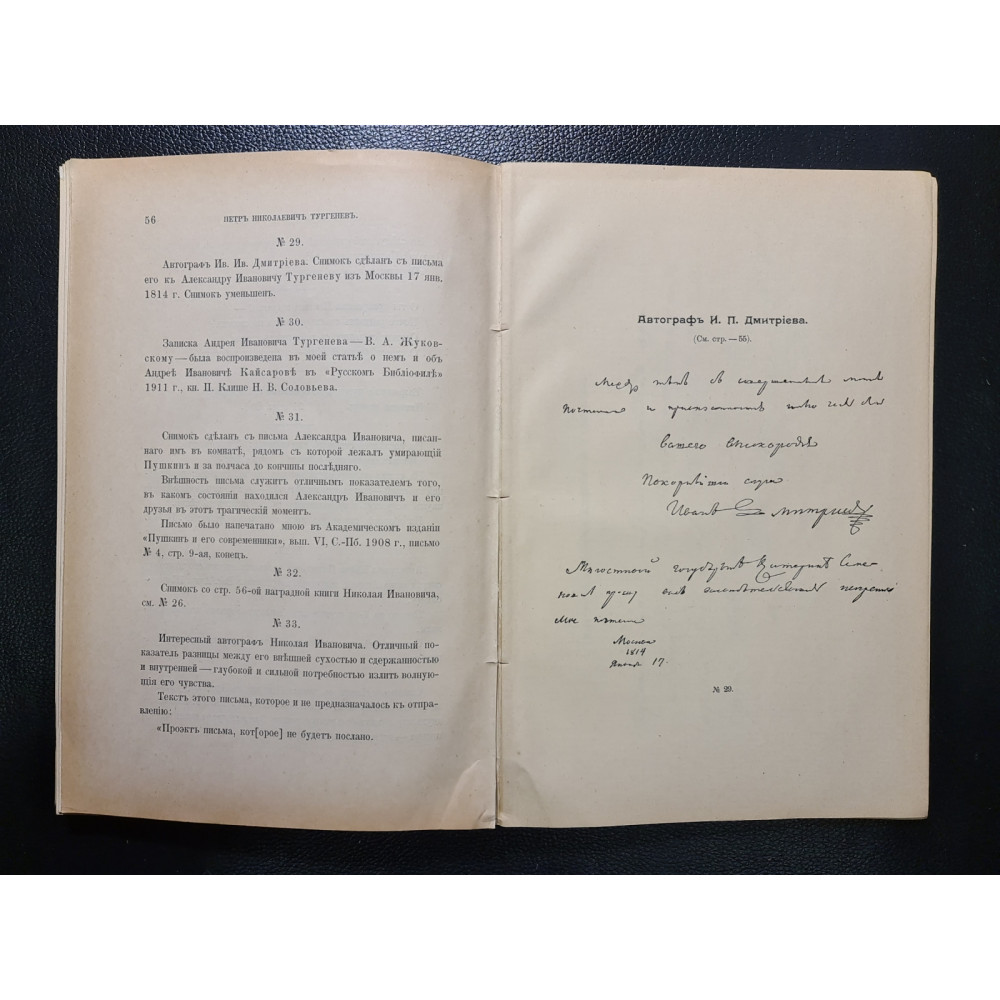 56 ПЕТРЪ НИКОЛАЕВИЧЪ ТУРГЕНЕВЪ.
№ 29.
Автографъ Ив. Ив. Дмитріева. Снимокъ сдѣланъ съ письма
его къ Александру Ивановичу Тургеневу изъ Москвы 17 янв.
1814 г. Снимок уменьшен.
№ 30.
Записка Андрея Ивановича Тургенева — В. А. Жуков-
скому — была воспроизведена въ моей статьѣ о немъ и объ
Андреѣ Ивановичѣ Кайсаровѣ въ «Русскомъ Библіофилѣ»
1911 г., кн. II. Клише Н. В. Соловьева.
№ 31.
Снимок сдѣланъ съ письма Александра Ивановича, писан-
наго имъ въ комнатѣ, рядомъ съ которой лежалъ умирающій
Пушкинъ и за полчаса до кончины послѣдняго.
Внѣшность письма служит отличнымъ показателемъ того,
въ какомъ состояніи находился Александръ Ивановичъ и его
друзья въ этотъ трагическій моментъ.
Письмо было напечатано мною въ Академическомъ изданіи
«Пушкинъ и его современники», вып. VI, С.-Пб. 1908 г., письмо
№ 4, стр. 9-ая, конецъ.
№ 32.
Снимокъ со стр. 56-ой наградной книги Николая Ивановича,
см. № 26.
№ 33.
Интересный автографъ Николая Ивановича. Отличный по-
казатель разницы между его внѣшней сухостью и сдержанностью
и внутренней — глубокой и сильной потребностью излить волную-
щія его чувства.
Текстъ этого письма, которое и не предназначалось къ отпра-
вленію:
«Проэктъ письма, кот[орое] не будетъ послано.
Автографъ И. П. Дмитріева.
(См. стр. — 55).
вашего
Покорнѣйшій слуга
Иванъ Дмитріевъ
Милостивой
Москва
1814
Января 17.
№ 29.